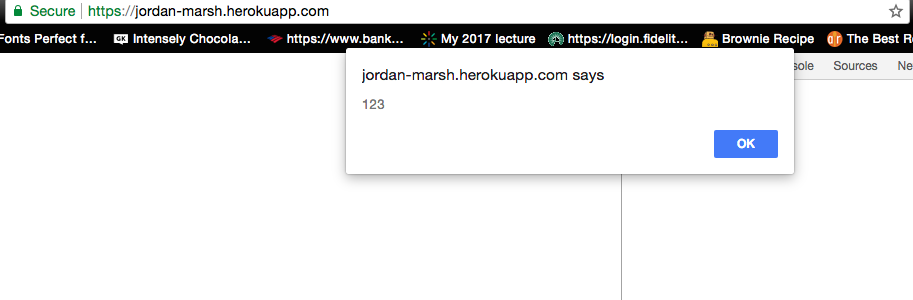 Secure https://jordan-marsh.herokuapp.com
Fonts Perfect f... GK Intensely Chocola... https://www.bank... My 2017 lecture https://login.fidelit... Brownie Recipe The Best R
jordan-marsh.herokuapp.com says
sole Sources Ne
123
OK